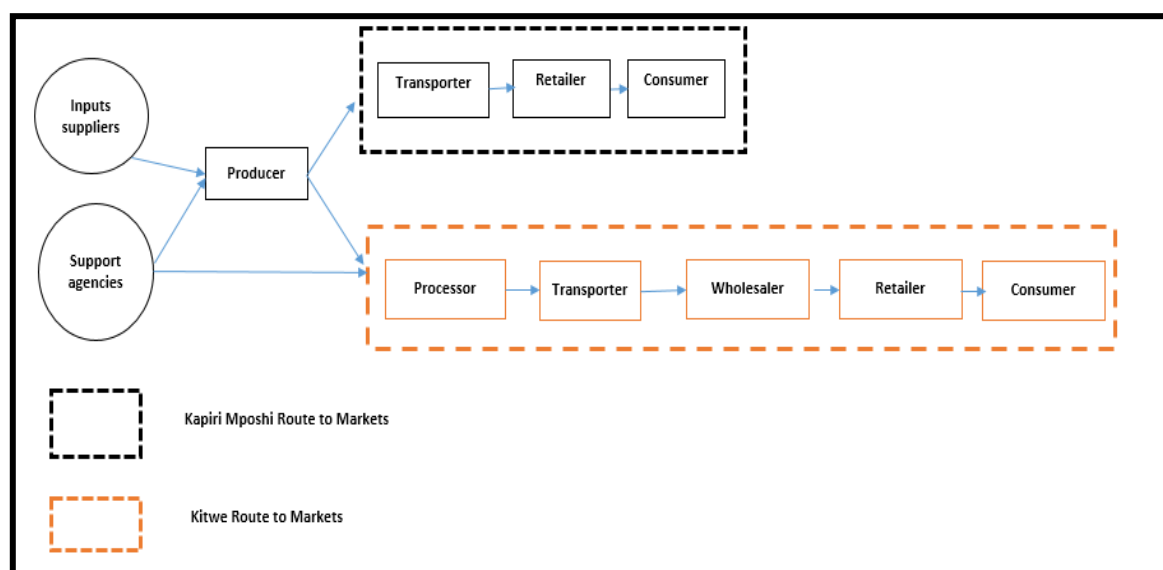 Inputs
suppliers
Support
agencies
Producer
Transporter
Retailer
Consumer
Processor
Transporter
Wholesaler
Retailer
Consumer
Kapiri Mposhi Route to Markets
Kitwe Route to Markets